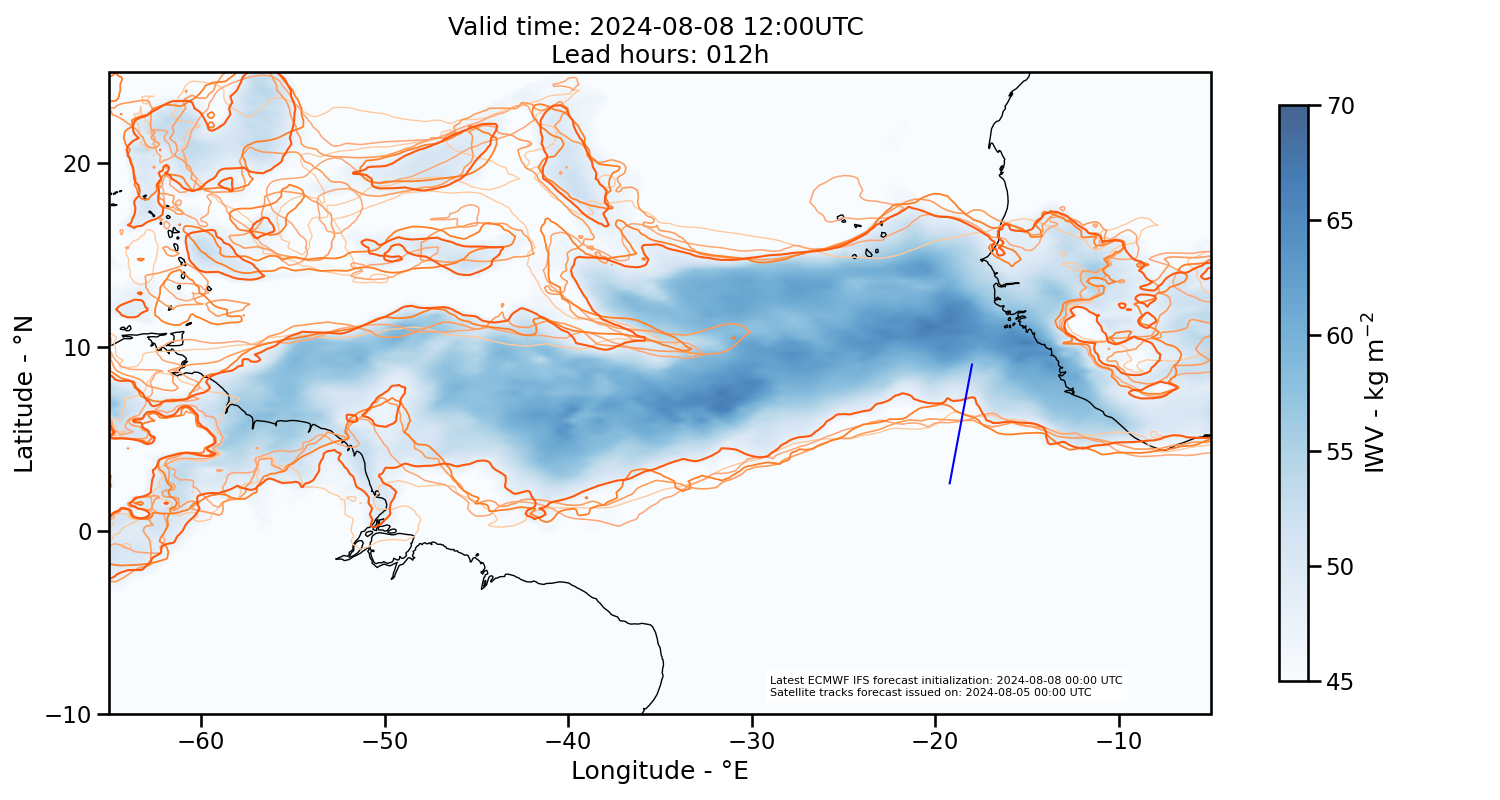 Valid time: 2024-08-08 12:00UTC
Lead hours: 012h
20
10
0
−10
Latitude - °N
−60
−50
−40
−30
−20
−10
Longitude - °E
Latest ECMWF IFS forecast initialization: 2024-08-08 00:00 UTC
Satellite tracks forecast issued on: 2024-08-05 00:00 UTC
70
65
60
55
50
45
IWV - kg m⁻²